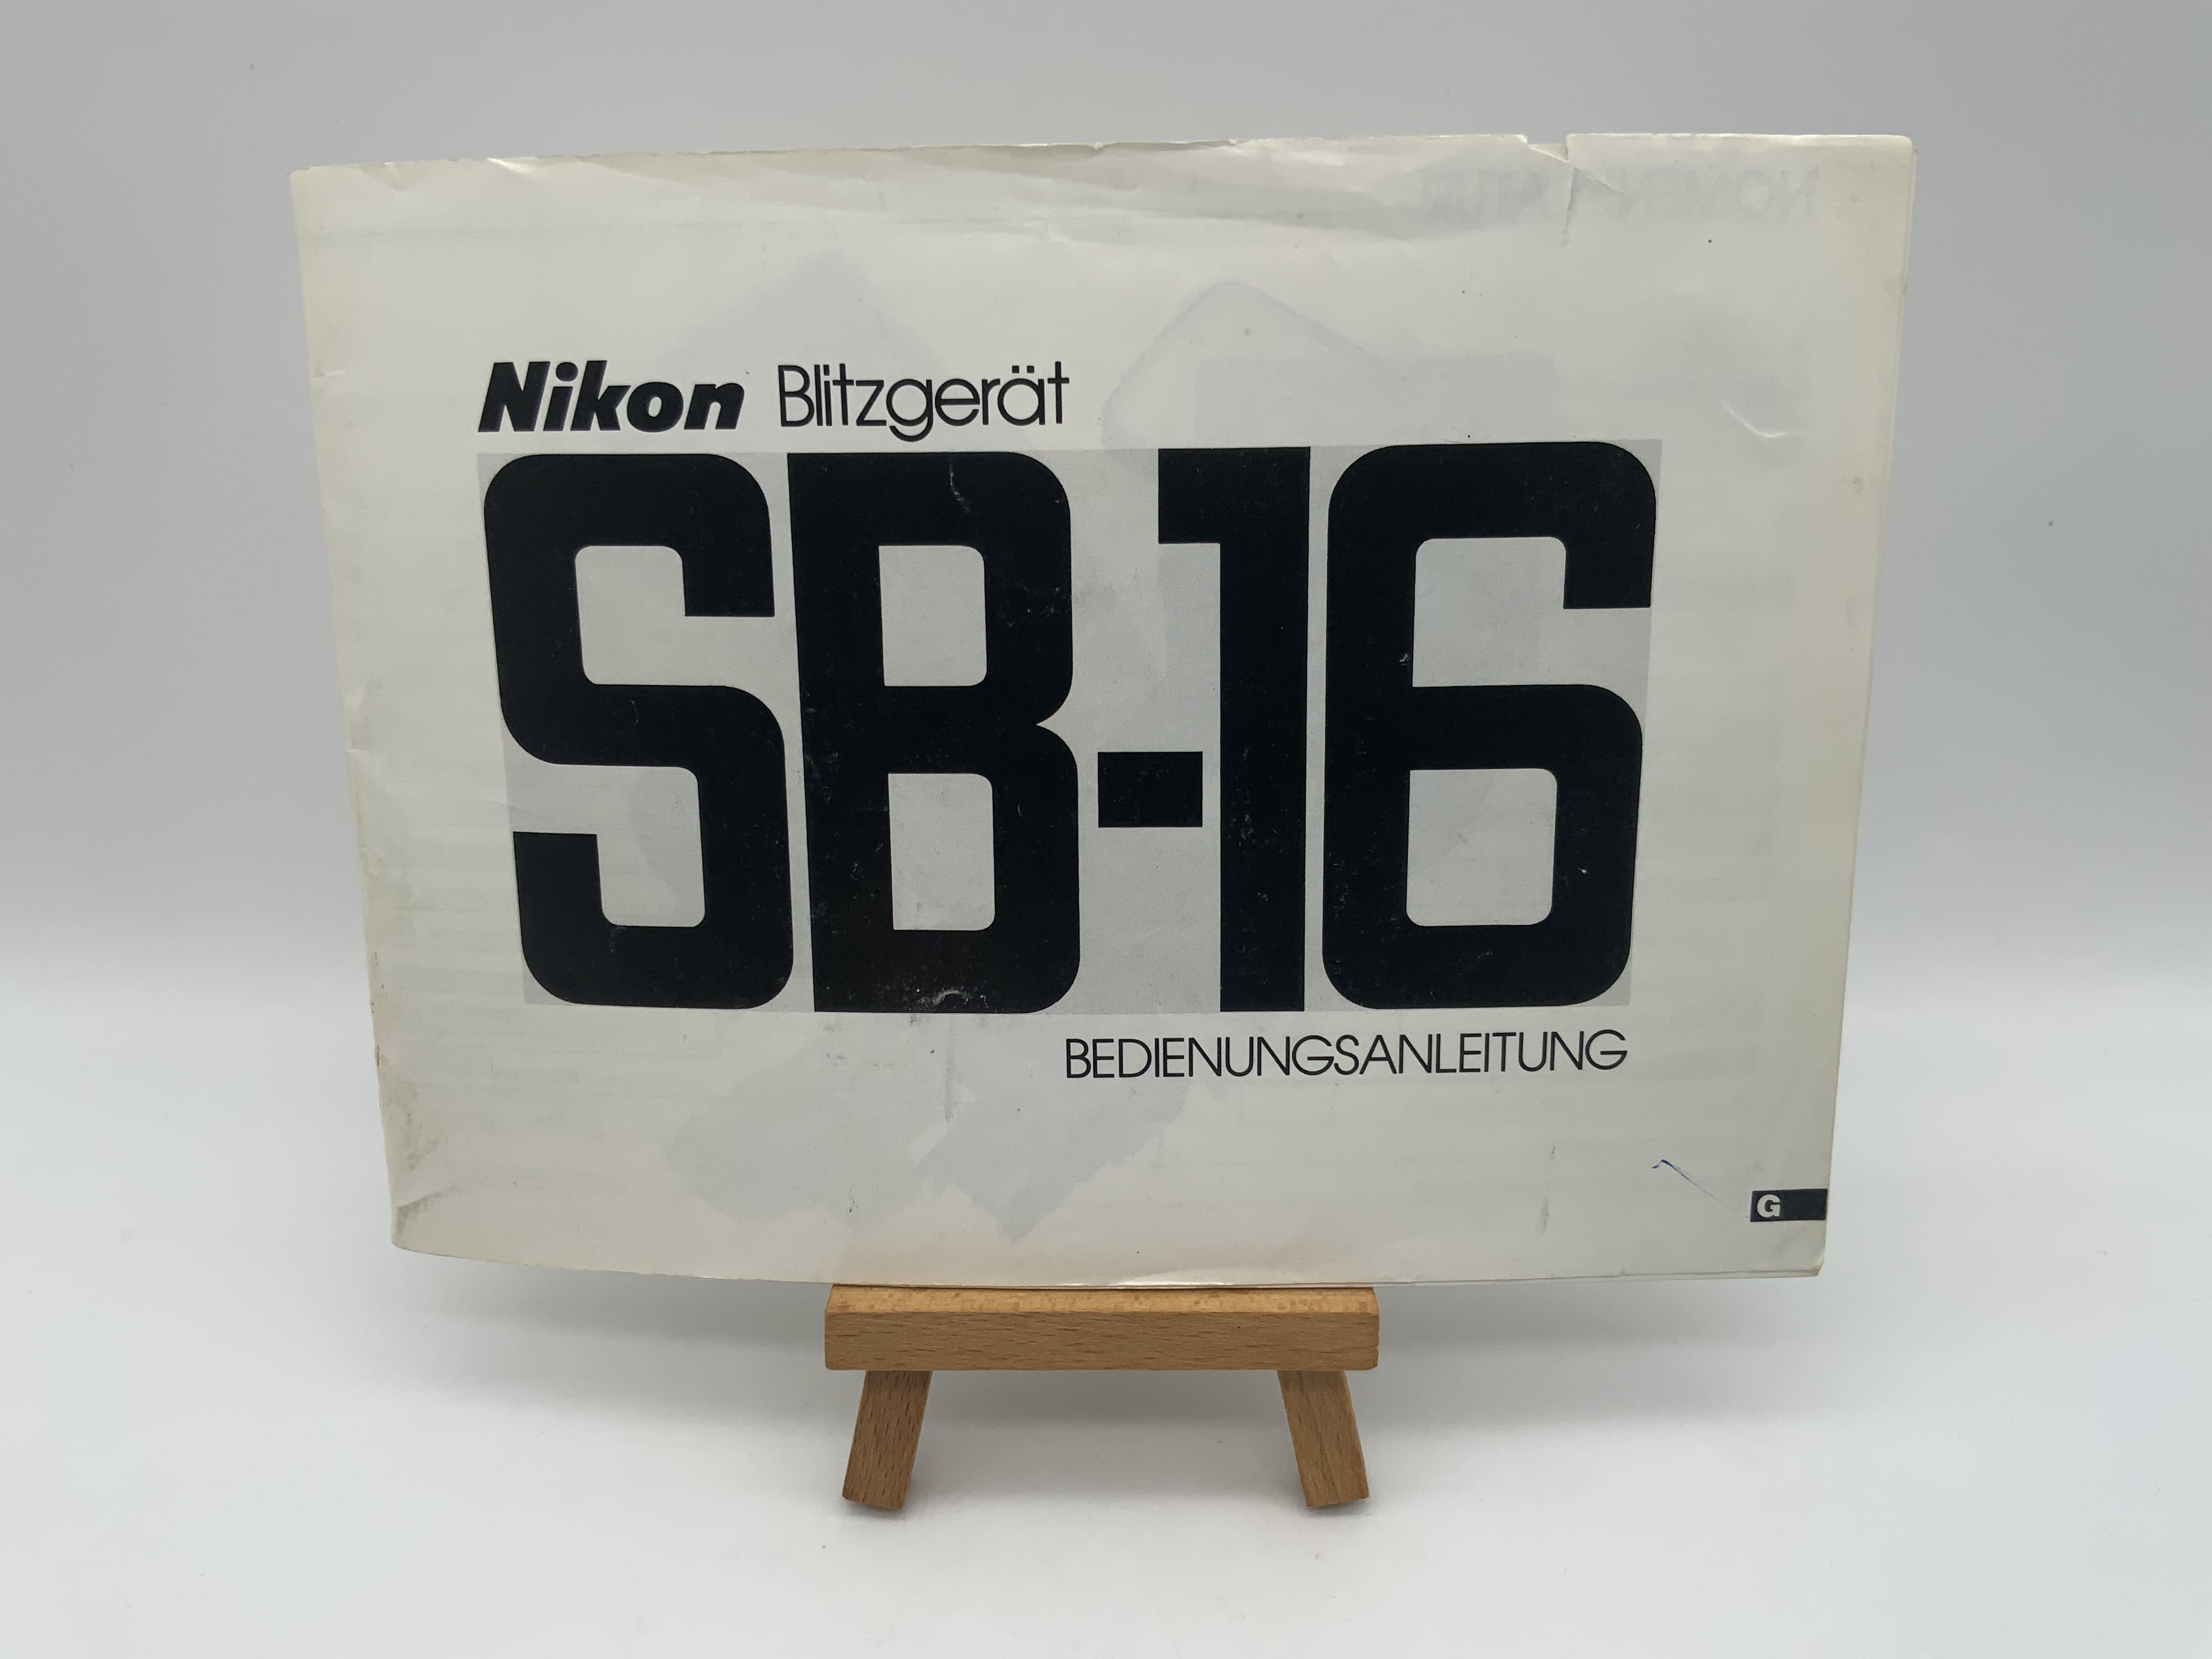 Nikon Blitzgerät
SB-16
BEDIENUNGSANLEITUNG
G